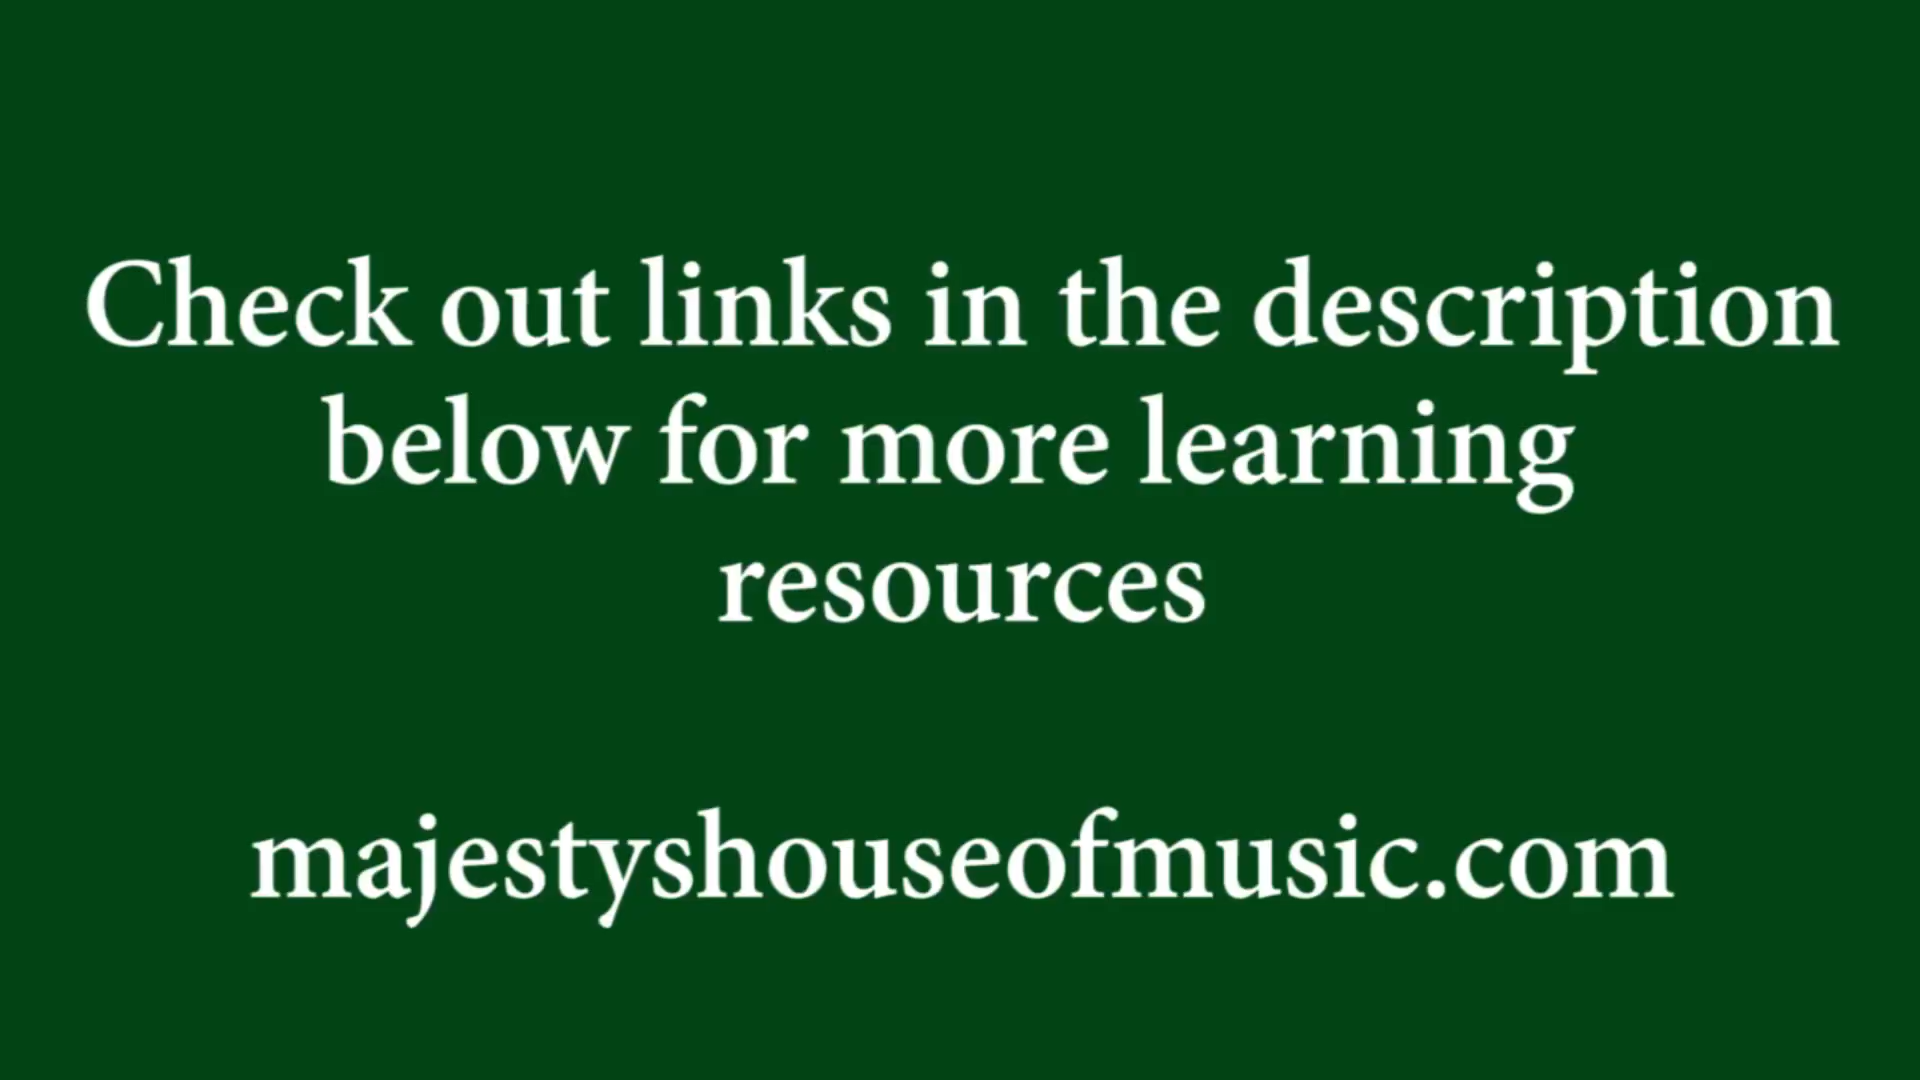 Check out links in the description
below for more learning
resources
majestyshouseofmusic.com